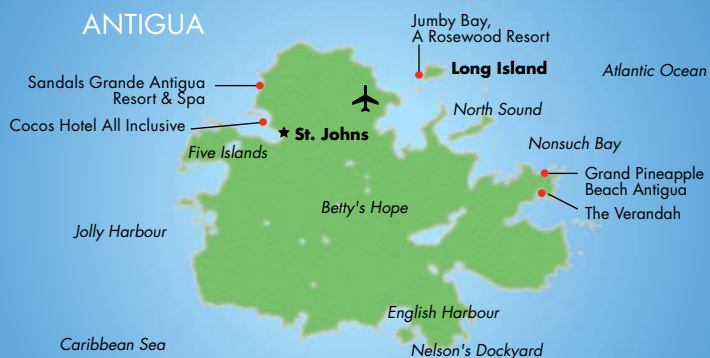 ANTIGUA
Jumby Bay,
A Rosewood Resort
Long Island
Atlantic Ocean
Sandals Grande Antigua
Resort & Spa
North Sound
Cocos Hotel All Inclusive
St. Johns
Five Islands
Nonsuch Bay
Grand Pineapple
Beach Antigua
The Verandah
Betty's Hope
Jolly Harbour
English Harbour
Caribbean Sea
Nelson's Dockyard